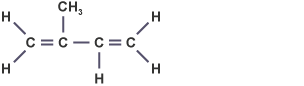 CH₃
H H
C = C — C = C
H H H